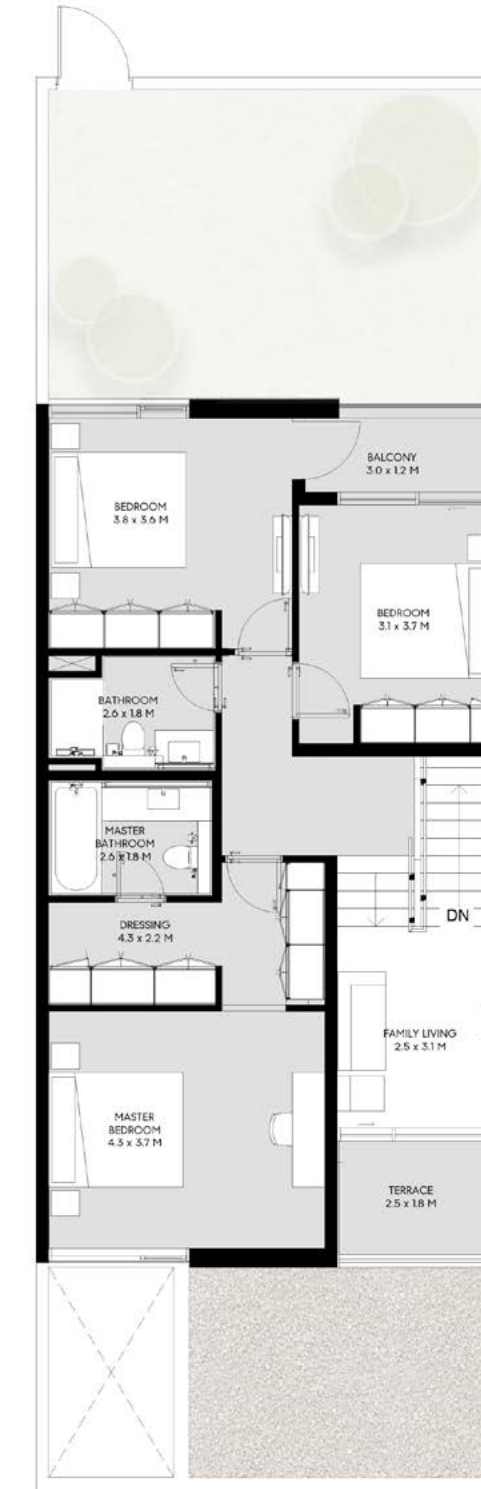 BALCONY
3.0 x 1.2 M
BEDROOM
3.8 x 3.6 M
BEDROOM
3.1 x 3.7 M
BATHROOM
2.6 x 1.8 M
MASTER
BATHROOM
2.6 x 1.8 M
DN
DRESSING
4.3 x 2.2 M
FAMILY LIVING
2.5 x 3.1 M
MASTER
BEDROOM
4.3 x 3.7 M
TERRACE
2.5 x 1.8 M